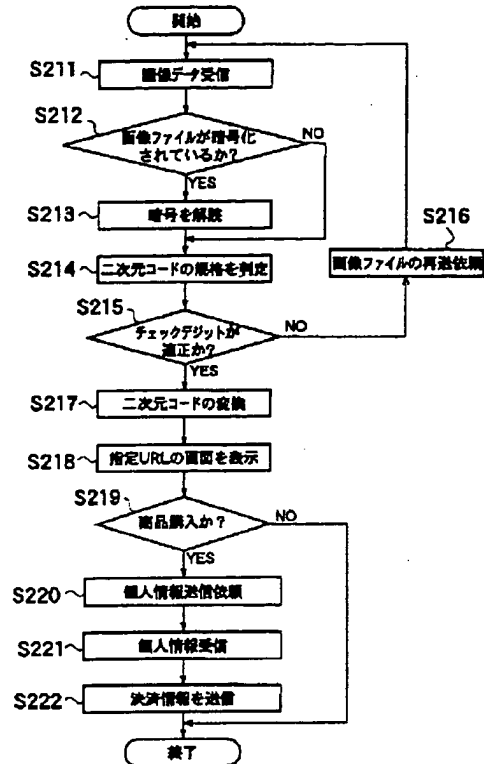 開始
S211
画像データ受信
S212
画像ファイルが暗号化
されているか?
NO
YES
S213
暗号を解読
S216
画像ファイルの再送依頼
S214
二次元コードの規格を判定
S215
チェックデジットが
適正か?
NO
YES
S217
二次元コードの変換
S218
指定URLの画面を表示
S219
商品購入か?
NO
YES
S220
個人情報送信依頼
S221
個人情報受信
S222
決済情報を送信
終了